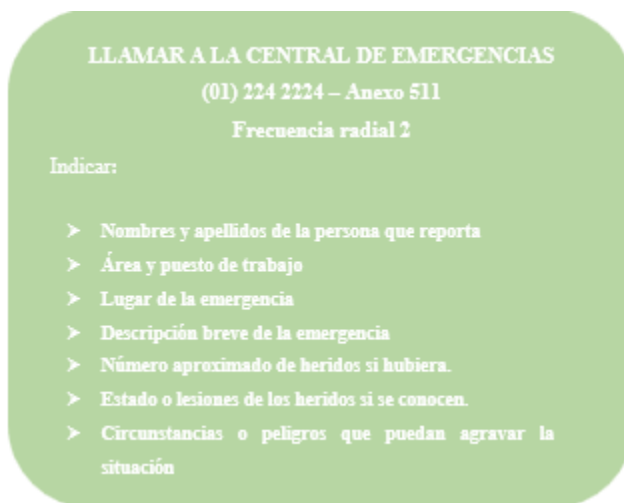 LLAMAR A LA CENTRAL DE EMERGENCIAS
(01) 224 2224 – Anexo 511
Frecuencia radial 2
Indicar:
➢ Nombres y apellidos de la persona que reporta
➢ Área y puesto de trabajo
➢ Lugar de la emergencia
➢ Descripción breve de la emergencia
➢ Número aproximado de heridos si hubiera.
➢ Estado o lesiones de los heridos si se conocen.
➢ Circunstancias o peligros que puedan agravar la
situación